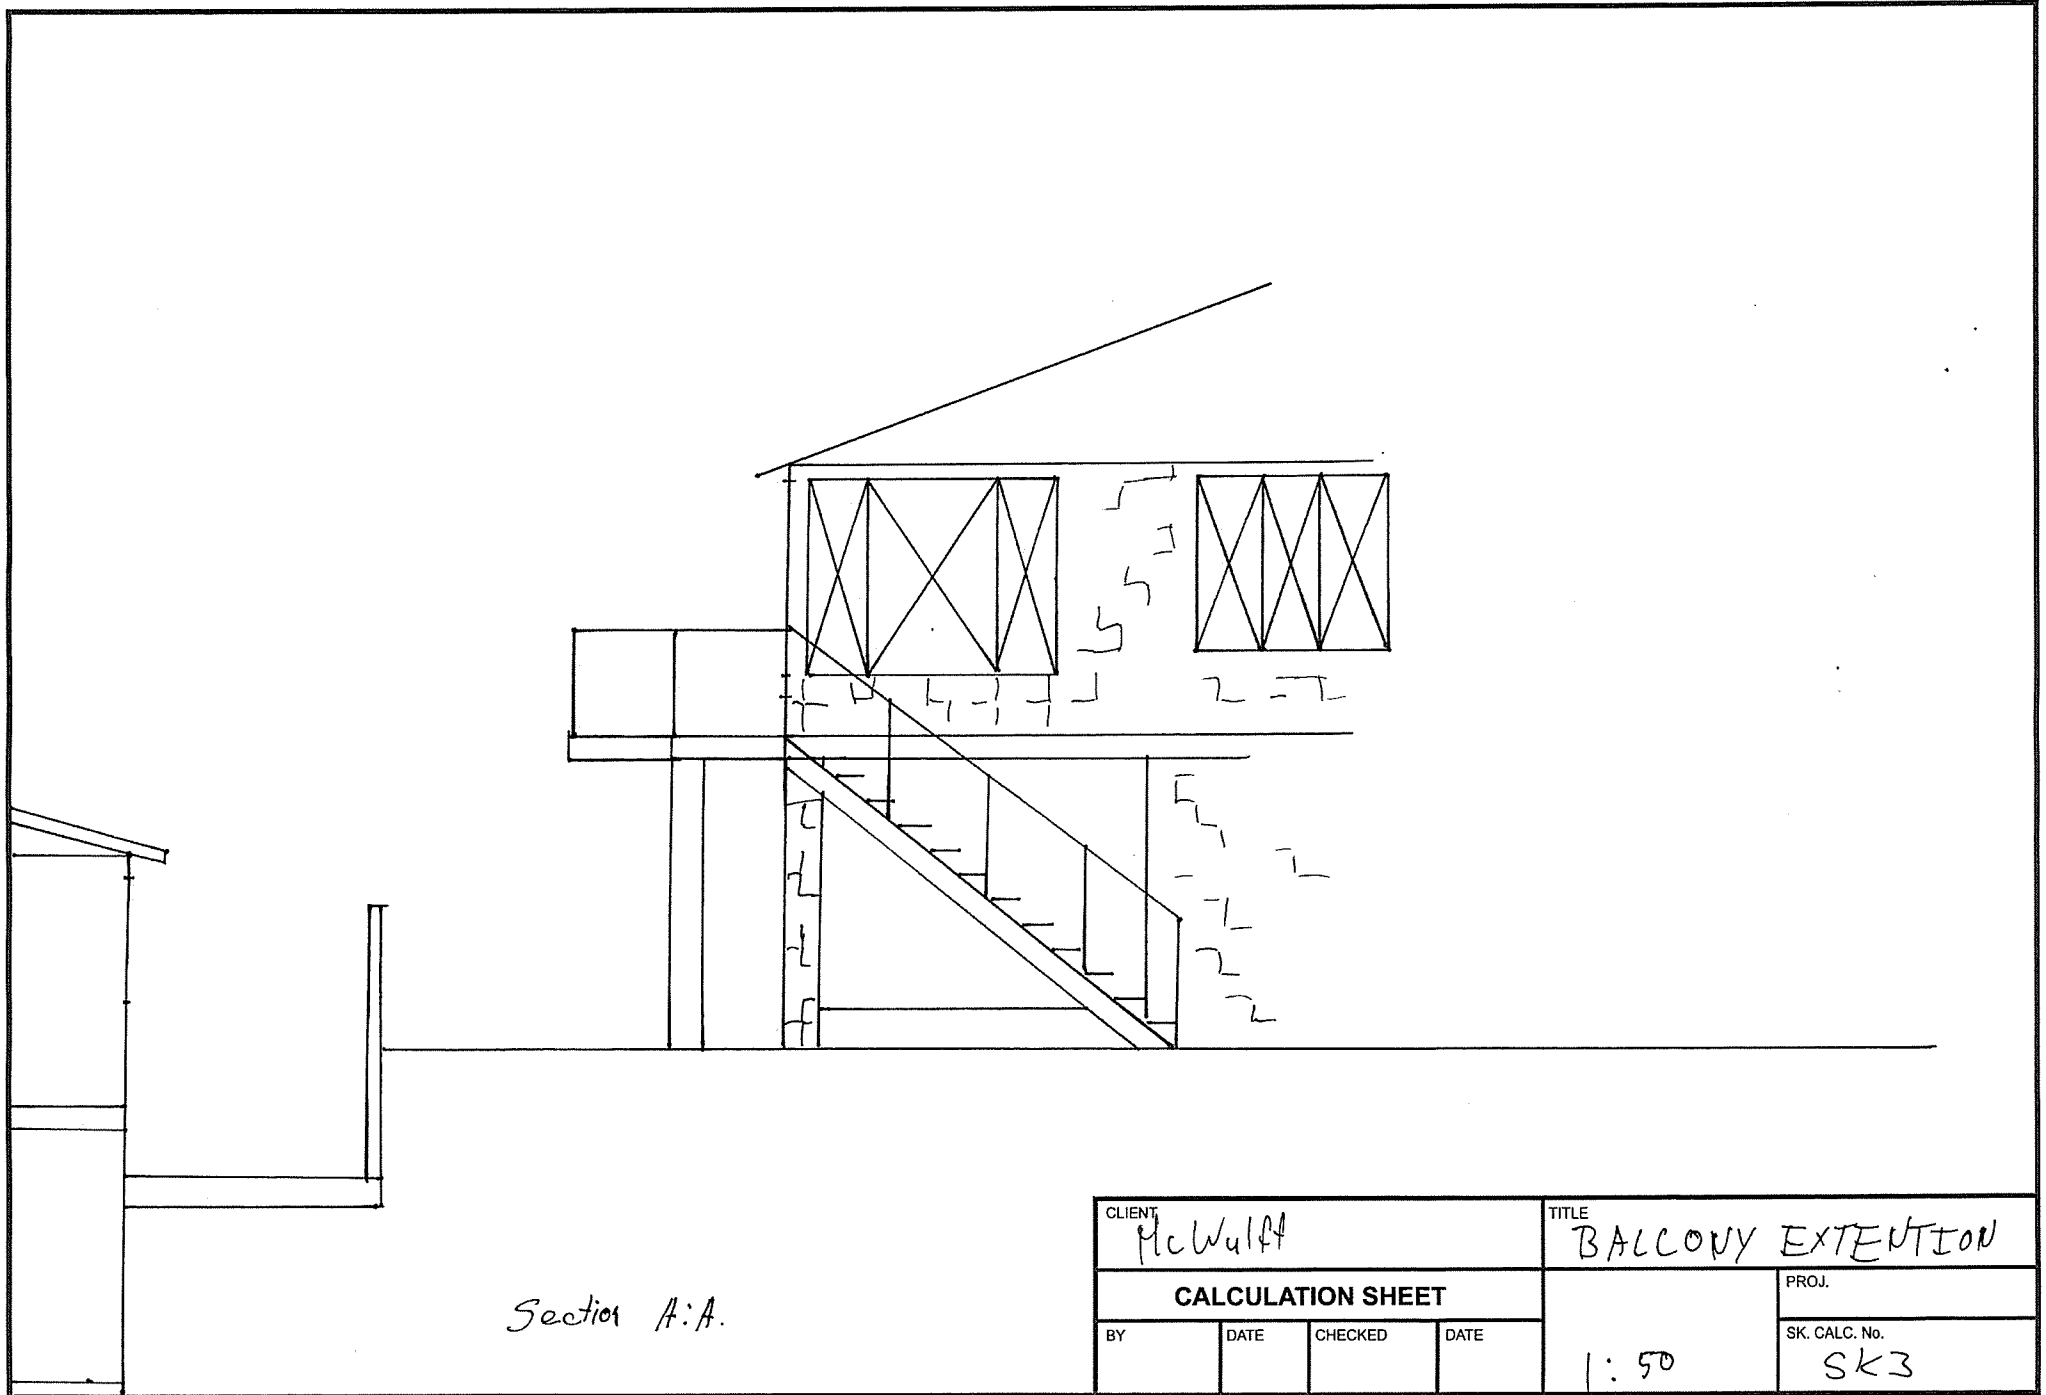 Section A:A.
CLIENT
McWulff
TITLE
BALCONY EXTENTION
CALCULATION SHEET
PROJ.
BY
DATE
CHECKED
DATE
1:50
SK. CALC. No.
SK3